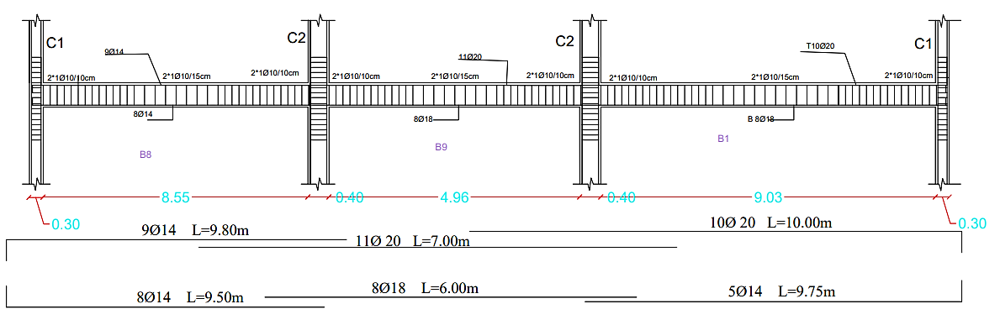 C1
C2
C2
C1
9Ø14
11Ø20
T10Ø20
2*1Ø10/10cm
2*1Ø10/15cm
2*1Ø10/10cm
2*1Ø10/10cm
2*1Ø10/15cm
2*1Ø10/10cm
2*1Ø10/10cm
2*1Ø10/15cm
2*1Ø10/10cm
8Ø14
8Ø18
B 8Ø18
B8
B9
B1
8.55
0.40
4.96
0.40
9.03
0.30
0.30
9Ø14 L=9.80m
11Ø 20 L=7.00m
10Ø 20 L=10.00m
8Ø14 L=9.50m
8Ø18 L=6.00m
5Ø14 L=9.75m